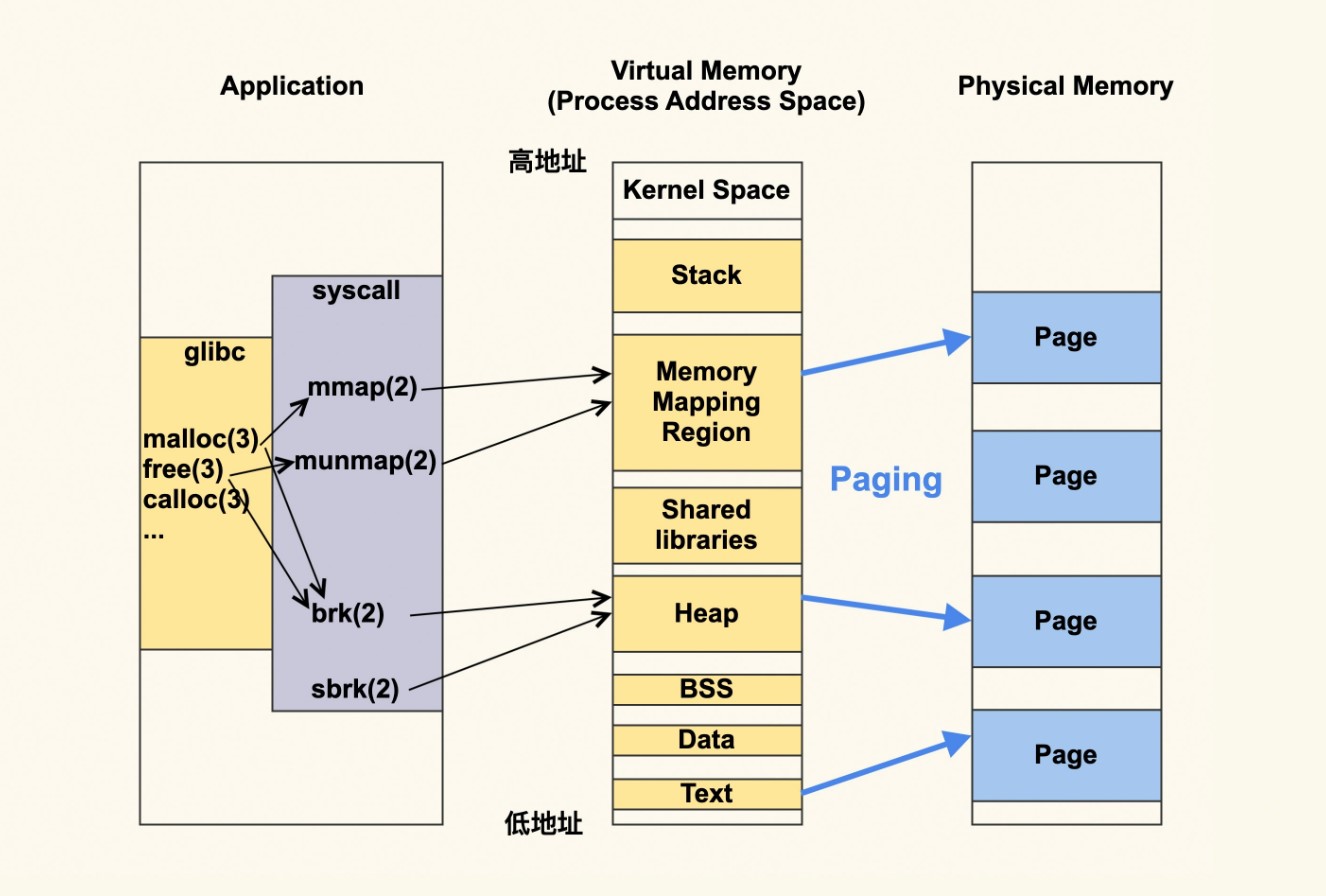 Application
Virtual Memory
(Process Address Space)
Physical Memory
高地址
Kernel Space
Stack
syscall
glibc
mmap(2)
malloc(3)
munmap(2)
free(3)
calloc(3)
...
brk(2)
sbrk(2)
Memory
Mapping
Region
Shared
libraries
Heap
BSS
Data
Text
低地址
Paging
Page
Page
Page
Page